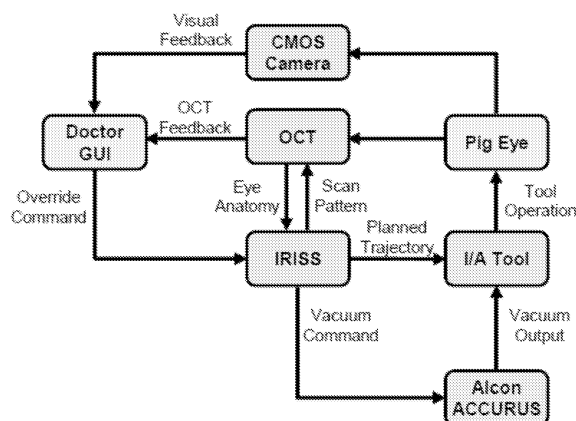 Visual
Feedback
CMOS
Camera
OCT
Feedback
Doctor
GUI
OCT
Pig Eye
Override
Command
Eye
Anatomy
Scan
Pattern
Planned
Trajectory
Tool
Operation
IRISS
I/A Tool
Vacuum
Command
Vacuum
Output
Alcon
ACCURUS